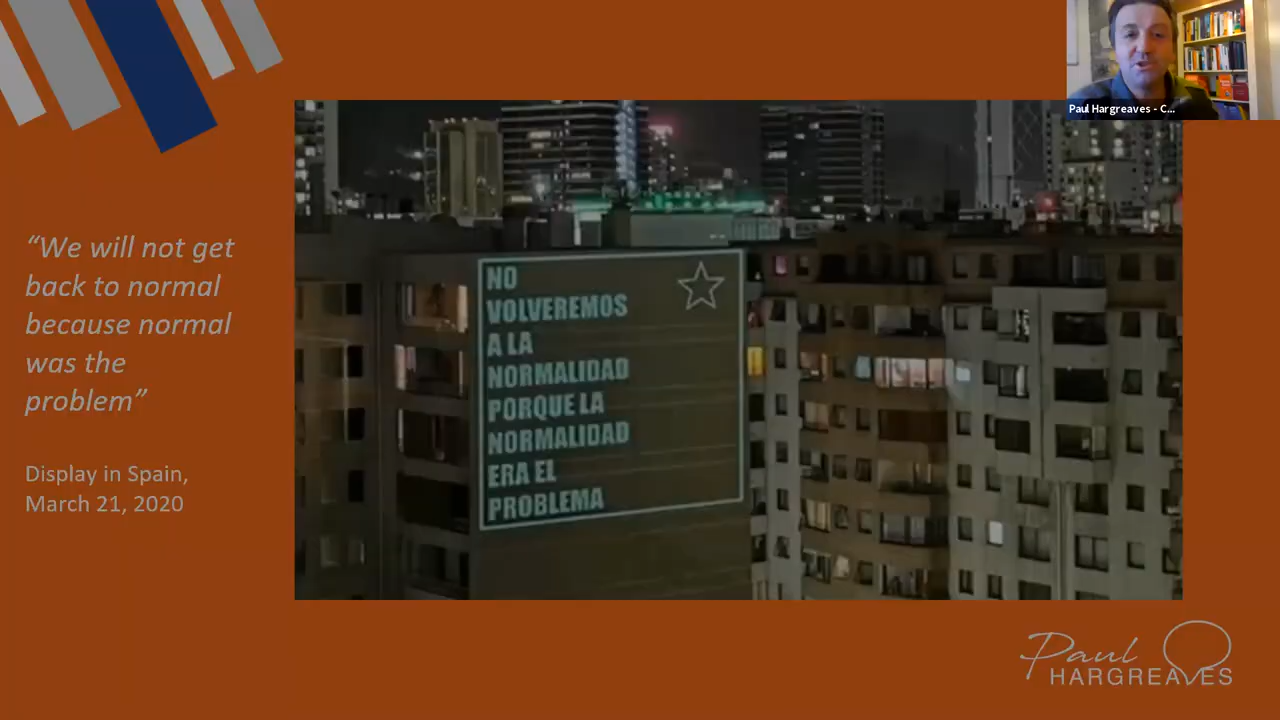 Paul Hargreaves - C...
“We will not get
back to normal
because normal
was the
problem”
Display in Spain,
March 21, 2020
NO
VOLVEREMOS
A LA
NORMALIDAD
PORQUE LA
NORMALIDAD
ERA EL
PROBLEMA
Paul
HARGREAVES